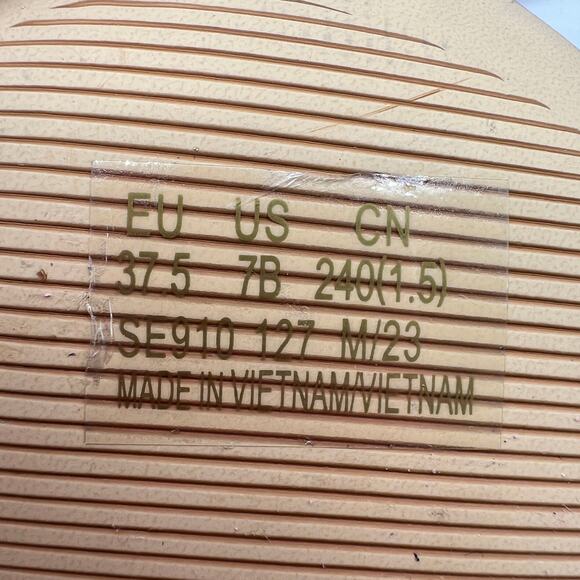 EU US CN
37.5 7B 240(1.5)
SE910 127 M/23
MADE IN VIETNAM/VIETNAM